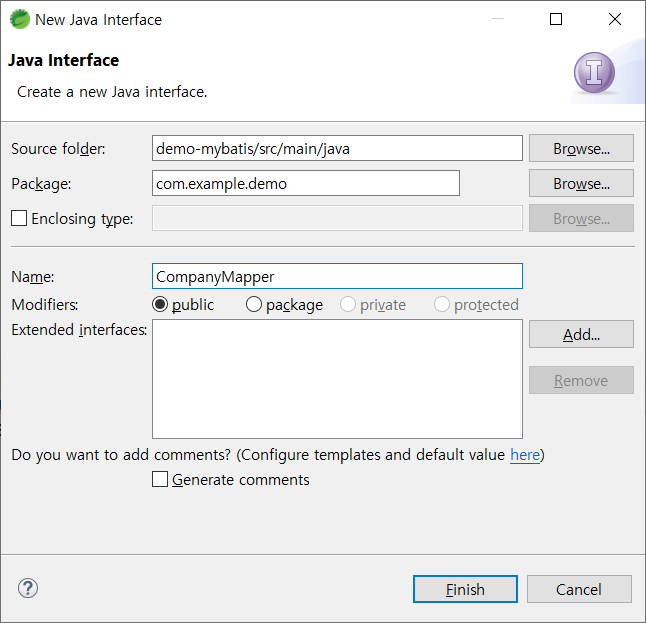 New Java Interface
Java Interface
Create a new Java interface.
Source folder: demo-mybatis/src/main/java Browse...
Package: com.example.demo Browse...
Enclosing type: Browse...
Name: CompanyMapper
Modifiers: public package private protected
Extended interfaces: Add...
Remove
Do you want to add comments? (Configure templates and default value here)
Generate comments
? Finish Cancel